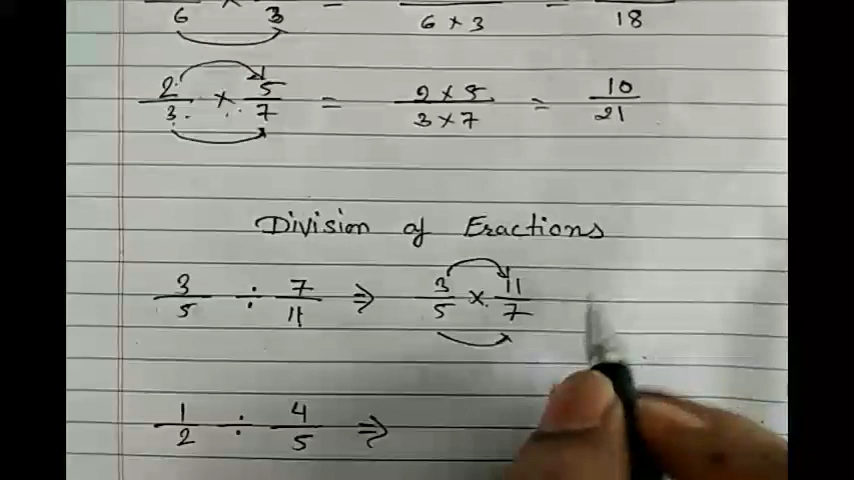 6 × 3 = 6 × 3 = 18
2/3 × 5/7 = 2 × 5 / 3 × 7 = 10/21
Division of Fractions
3/5 ÷ 7/11 ⇒ 3/5 × 11/7
1/2 ÷ 4/5 ⇒